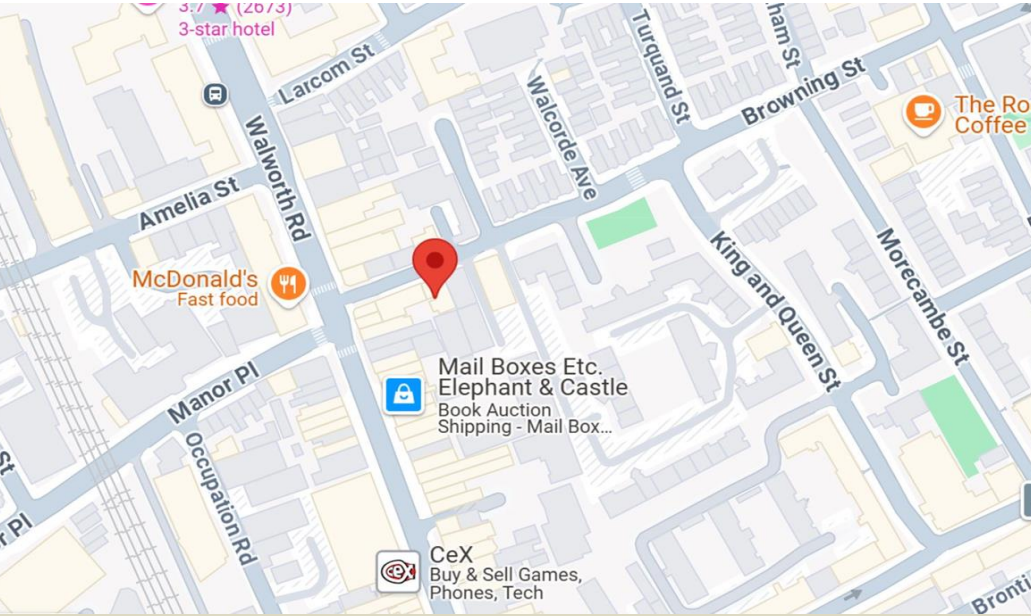 3.7 ★ (2673)
3-star hotel
Larcom St
Turquand St
Browning St
Walcorde Ave
The Ro
Coffee
Walworth Rd
Amelia St
McDonald's
Fast food
King and Queen St
Morecambe St
Mail Boxes Etc.
Elephant & Castle
Book Auction
Shipping - Mail Box...
Manor Pl
Occupation Rd
St
r Pl
CeX
Buy & Sell Games,
Phones, Tech
Bronti
ham St